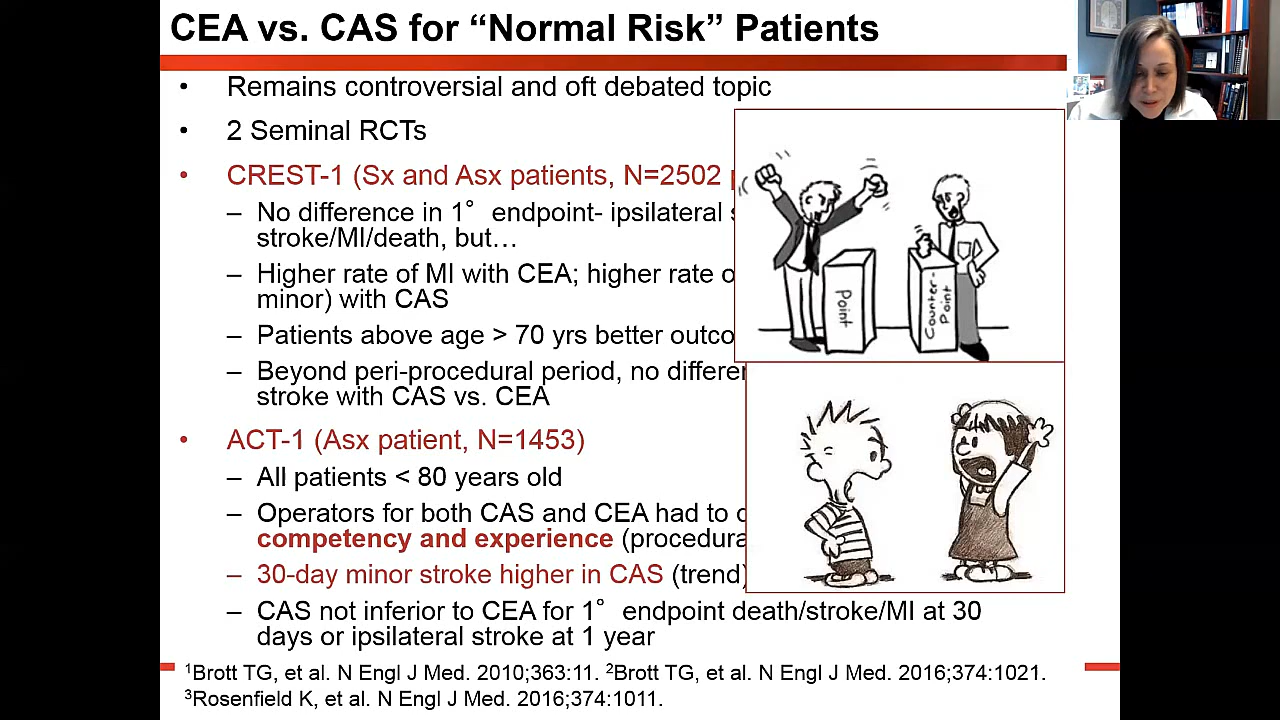 CEA vs. CAS for “Normal Risk” Patients
• Remains controversial and oft debated topic
• 2 Seminal RCTs
• CREST-1 (Sx and Asx patients, N=2502
– No difference in 1° endpoint- ipsilateral
stroke/MI/death, but…
– Higher rate of MI with CEA; higher rate
minor) with CAS
– Patients above age > 70 yrs better
– Beyond peri-procedural period, no
stroke with CAS vs. CEA
• ACT-1 (Asx patient, N=1453)
– All patients < 80 years old
– Operators for both CAS and CEA had to
competency and experience
– 30-day minor stroke higher in CAS (trend)
– CAS not inferior to CEA for 1° endpoint death/stroke/MI at 30
days or ipsilateral stroke at 1 year
Point
Counter-
Point
¹Brott TG, et al. N Engl J Med. 2010;363:11. ²Brott TG, et al. N Engl J Med. 2016;374:1021.
³Rosenfield K, et al. N Engl J Med. 2016;374:1011.